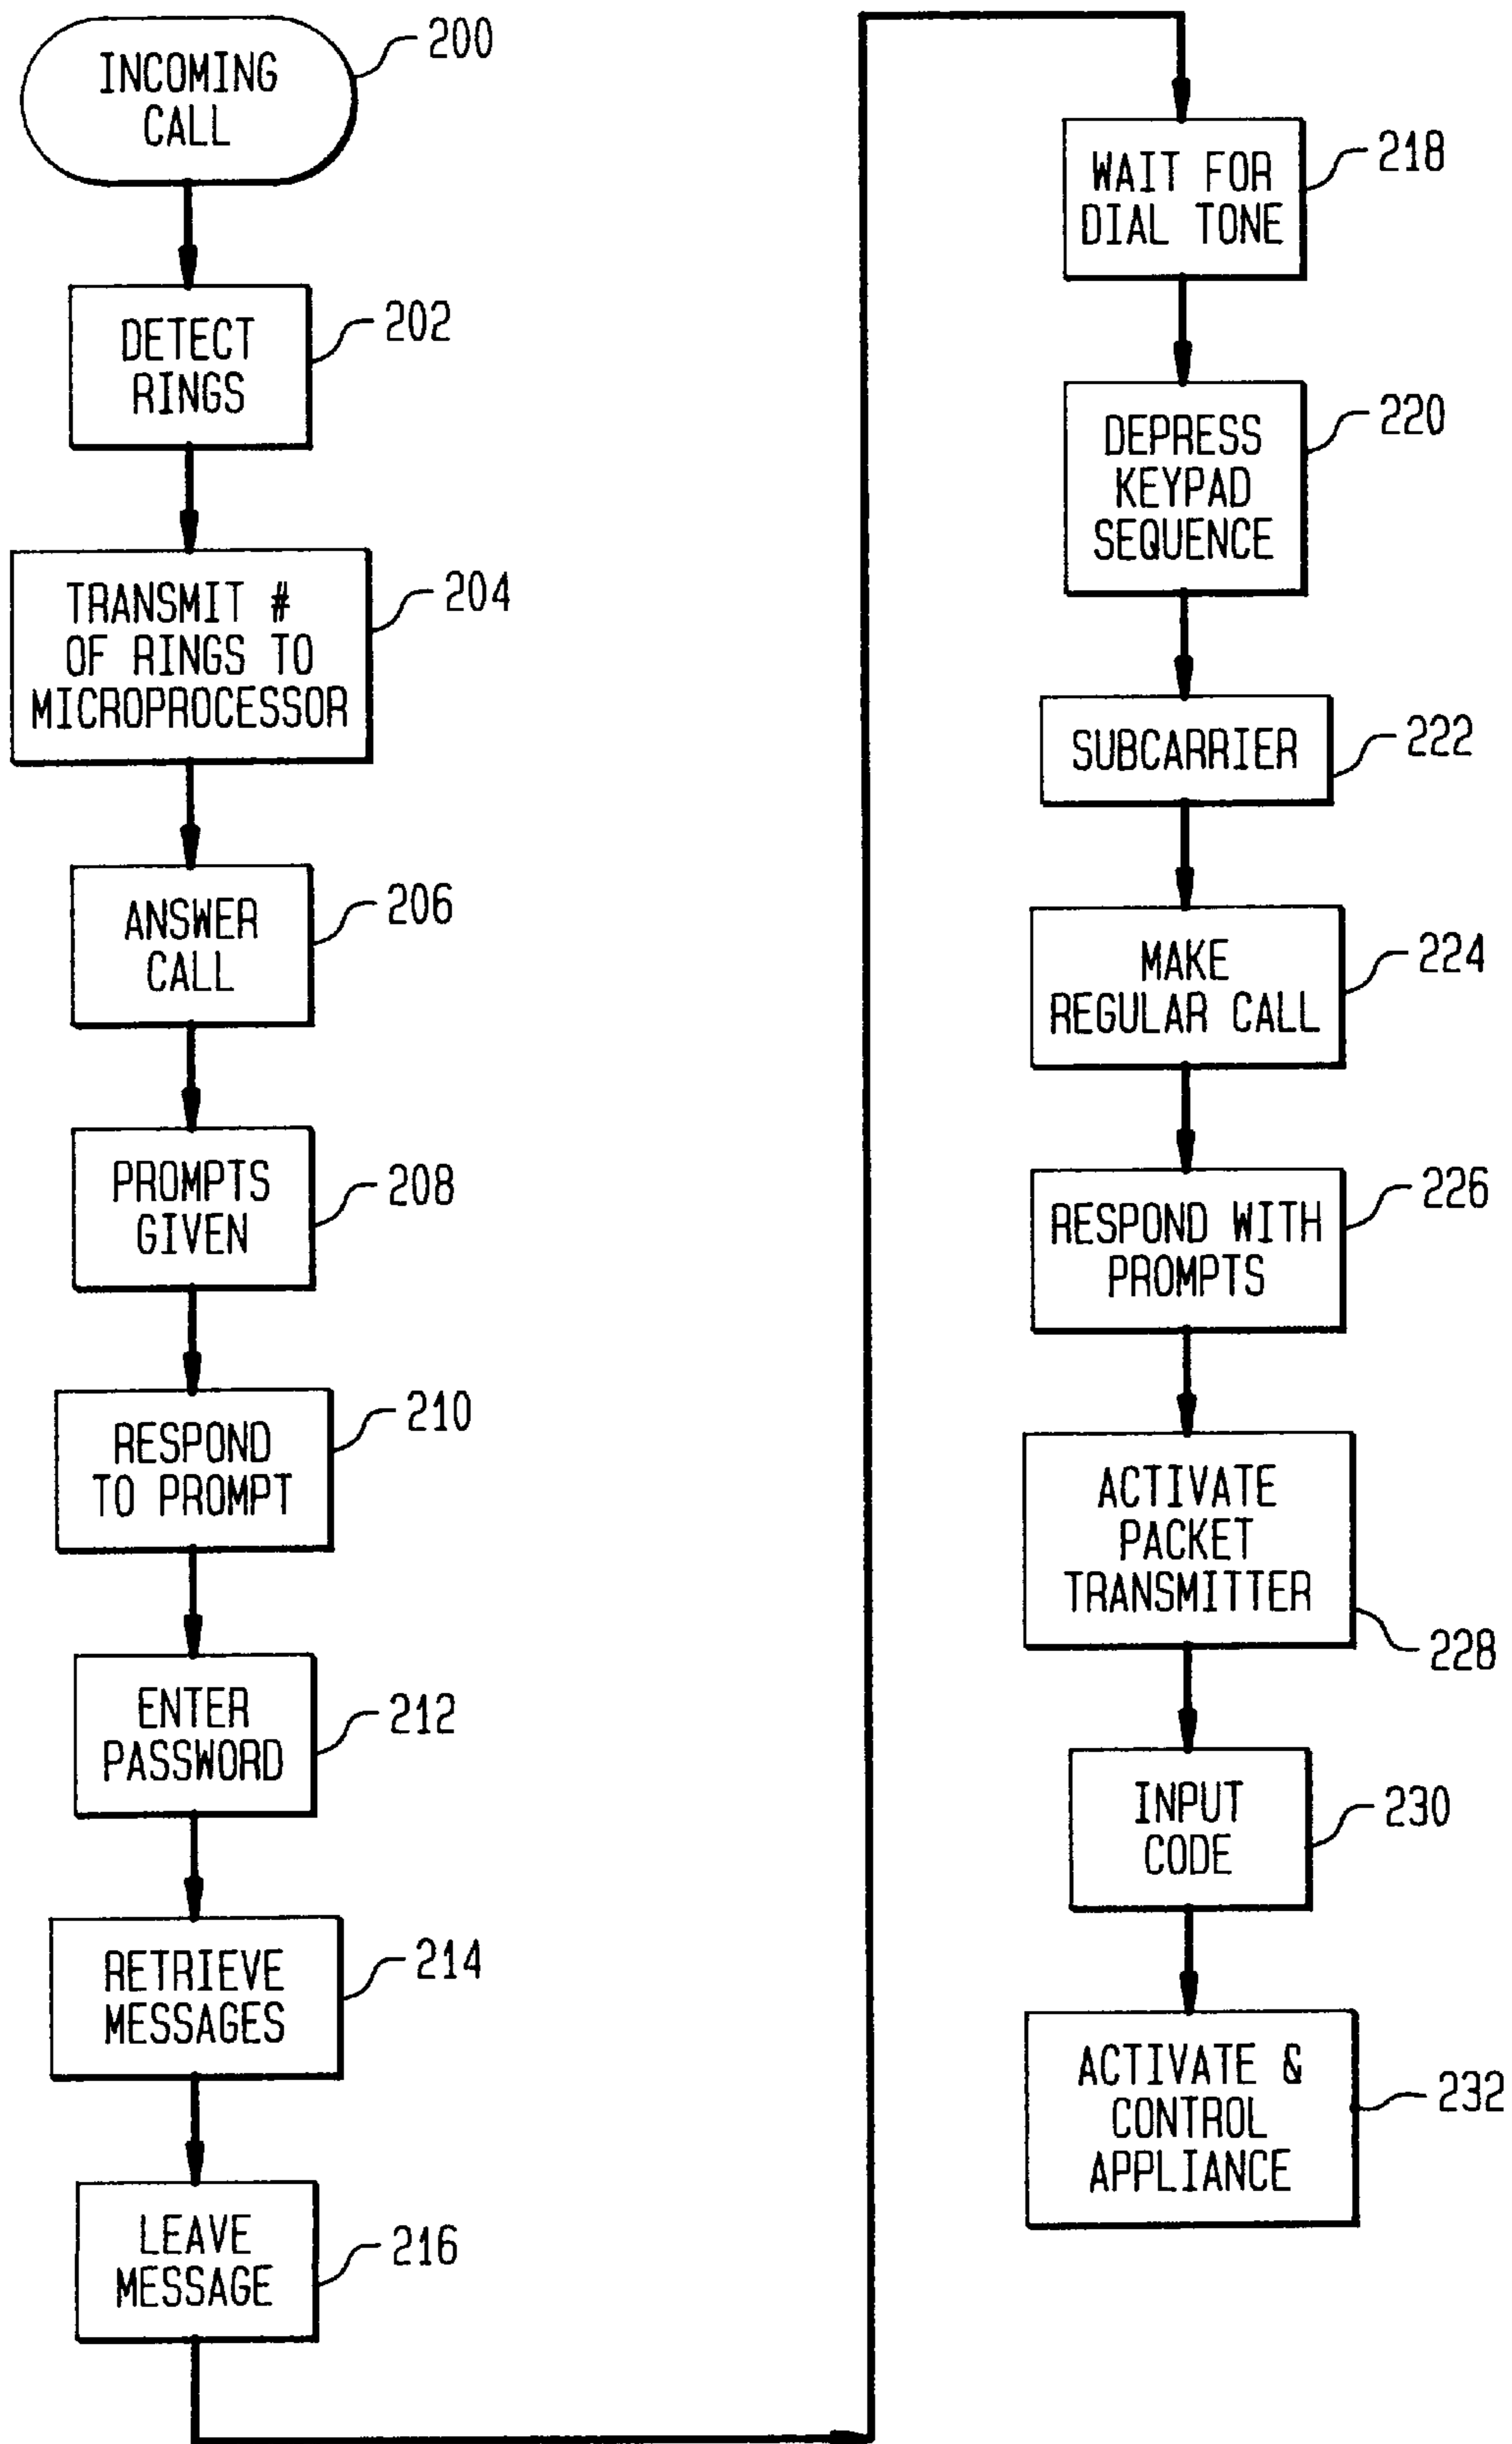 INCOMING
CALL
200
DETECT
RINGS
202
TRANSMIT #
OF RINGS TO
MICROPROCESSOR
204
ANSWER
CALL
206
PROMPTS
GIVEN
208
RESPOND
TO PROMPT
210
ENTER
PASSWORD
212
RETRIEVE
MESSAGES
214
LEAVE
MESSAGE
216
WAIT FOR
DIAL TONE
218
DEPRESS
KEYPAD
SEQUENCE
220
SUBCARRIER
222
MAKE
REGULAR CALL
224
RESPOND WITH
PROMPTS
226
ACTIVATE
PACKET
TRANSMITTER
228
INPUT
CODE
230
ACTIVATE &
CONTROL
APPLIANCE
232